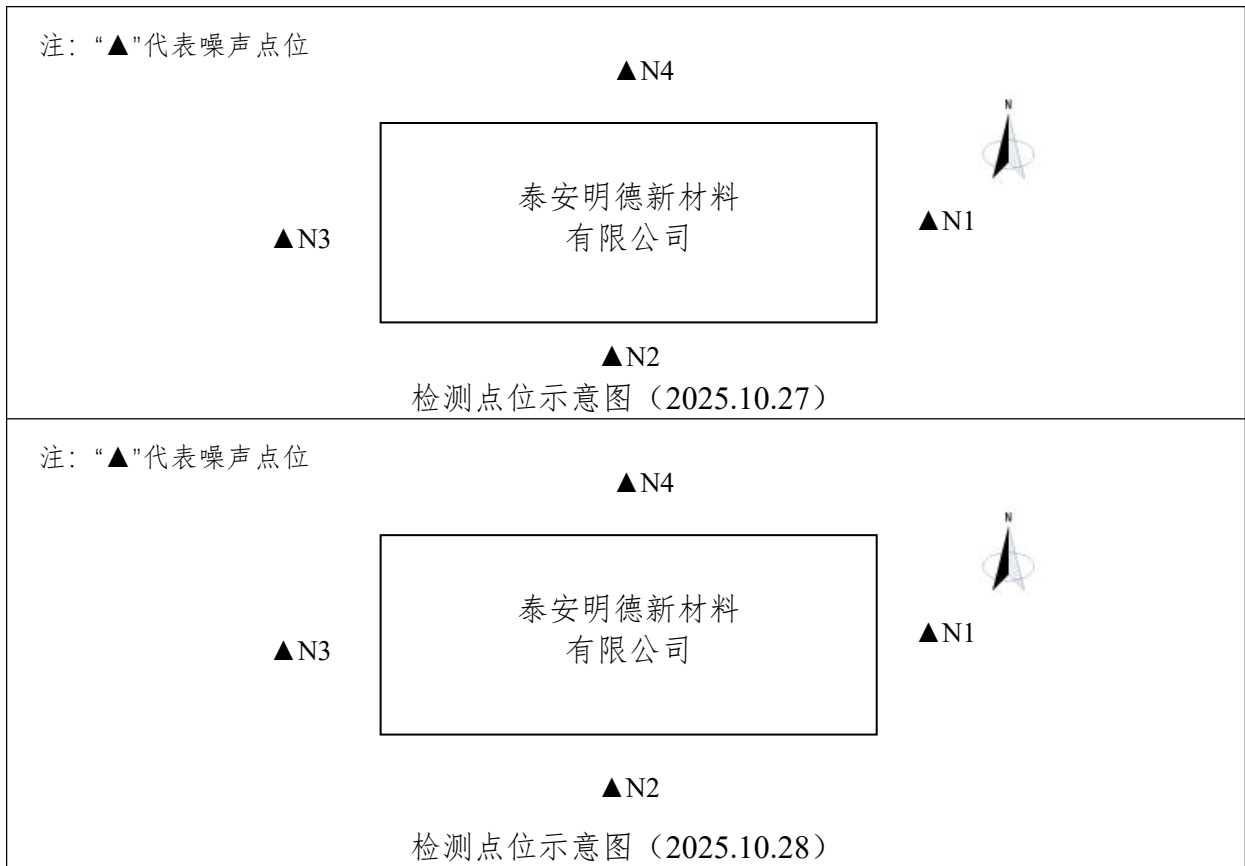 注：“▲”代表噪声点位
▲N4
N
泰安明德新材料
有限公司
▲N3
▲N1
▲N2
检测点位示意图（2025.10.27）
注：“▲”代表噪声点位
▲N4
N
泰安明德新材料
有限公司
▲N3
▲N1
▲N2
检测点位示意图（2025.10.28）